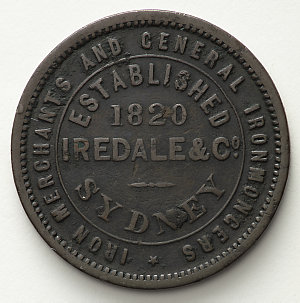 IRON MERCHANTS AND GENERAL IRONMONGERS
ESTABLISHED
1820
IREDALE & Co
SYDNEY